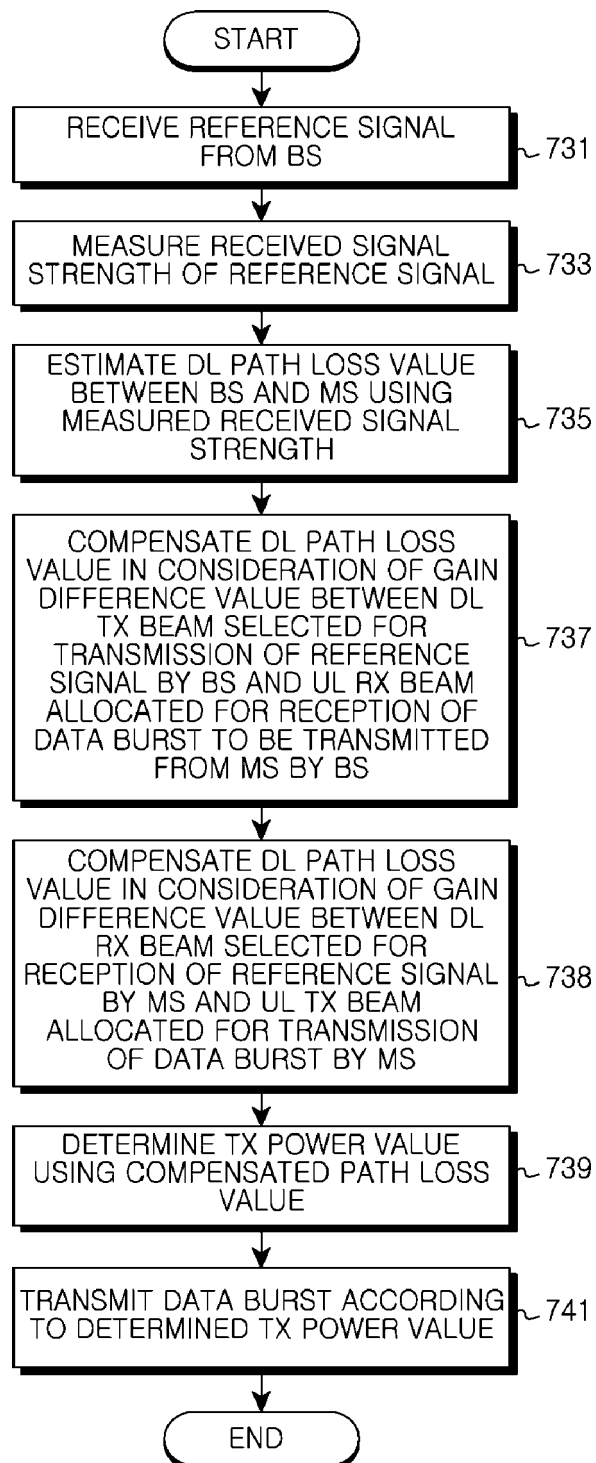 START
RECEIVE REFERENCE SIGNAL
FROM BS
731
MEASURE RECEIVED SIGNAL
STRENGTH OF REFERENCE SIGNAL
733
ESTIMATE DL PATH LOSS VALUE
BETWEEN BS AND MS USING
MEASURED RECEIVED SIGNAL
STRENGTH
735
COMPENSATE DL PATH LOSS
VALUE IN CONSIDERATION OF GAIN
DIFFERENCE VALUE BETWEEN DL
TX BEAM SELECTED FOR
TRANSMISSION OF REFERENCE
SIGNAL BY BS AND UL RX BEAM
ALLOCATED FOR RECEPTION OF
DATA BURST TO BE TRANSMITTED
FROM MS BY BS
737
COMPENSATE DL PATH LOSS
VALUE IN CONSIDERATION OF GAIN
DIFFERENCE VALUE BETWEEN DL
RX BEAM SELECTED FOR
RECEPTION OF REFERENCE SIGNAL
BY MS AND UL TX BEAM
ALLOCATED FOR TRANSMISSION
OF DATA BURST BY MS
738
DETERMINE TX POWER VALUE
USING COMPENSATED PATH LOSS
VALUE
739
TRANSMIT DATA BURST ACCORDING
TO DETERMINED TX POWER VALUE
741
END